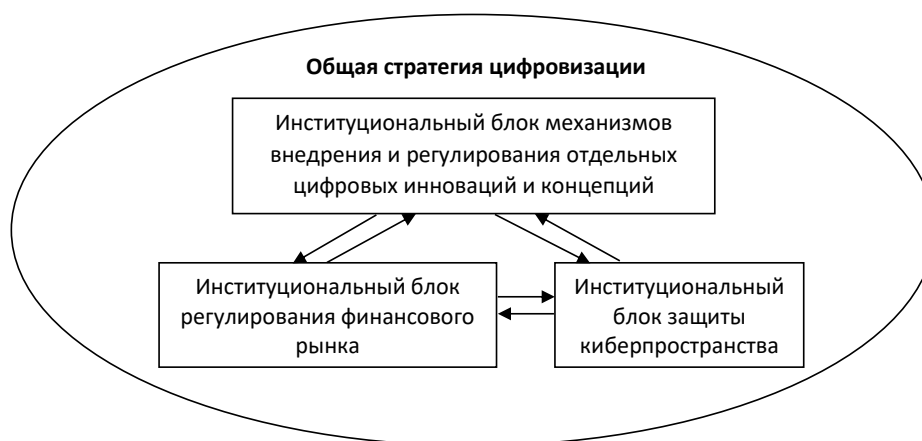 Общая стратегия цифровизации
Институциональный блок механизмов
внедрения и регулирования отдельных
цифровых инноваций и концепций
Институциональный блок
регулирования финансового
рынка
Институциональный
блок защиты
киберпространства